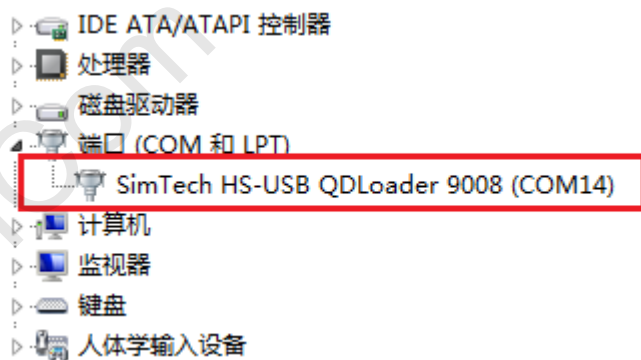 IDE ATA/ATAPI 控制器
处理器
磁盘驱动器
端口 (COM 和 LPT)
SimTech HS-USB QDLoader 9008 (COM14)
计算机
监视器
键盘
人体学输入设备